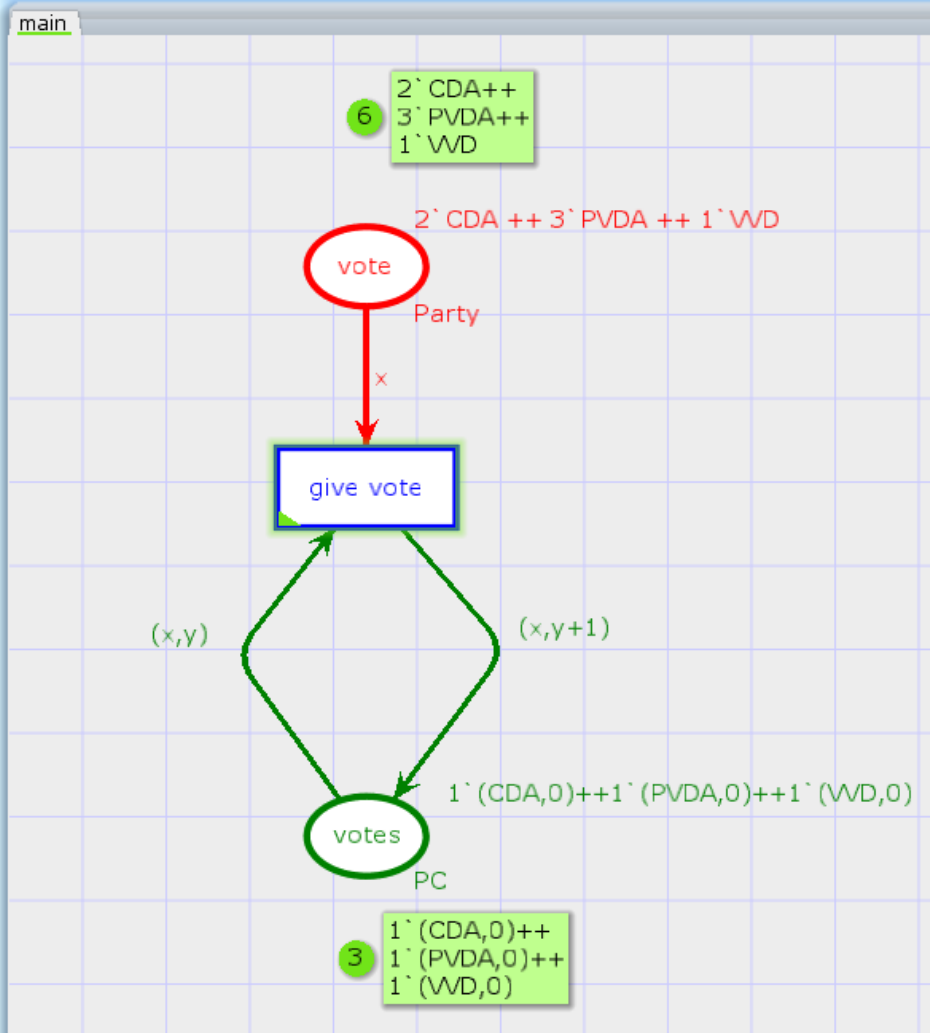 main
6
2`CDA++
3`PVDA++
1`VVD
2`CDA ++ 3`PVDA ++ 1`VVD
vote
Party
x
give vote
(x,y)
(x,y+1)
1`(CDA,0)++1`(PVDA,0)++1`(VVD,0)
votes
PC
3
1`(CDA,0)++
1`(PVDA,0)++
1`(VVD,0)